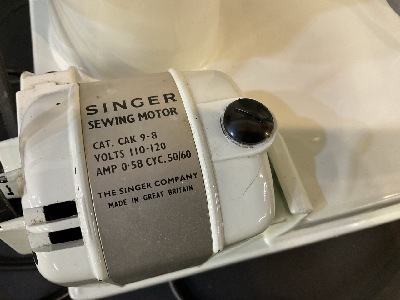 SINGER
SEWING MOTOR
CAT. CAK 9-8
VOLTS 110-120
AMP 0·58 CYC. 50/60
THE SINGER COMPANY
MADE IN GREAT BRITAIN